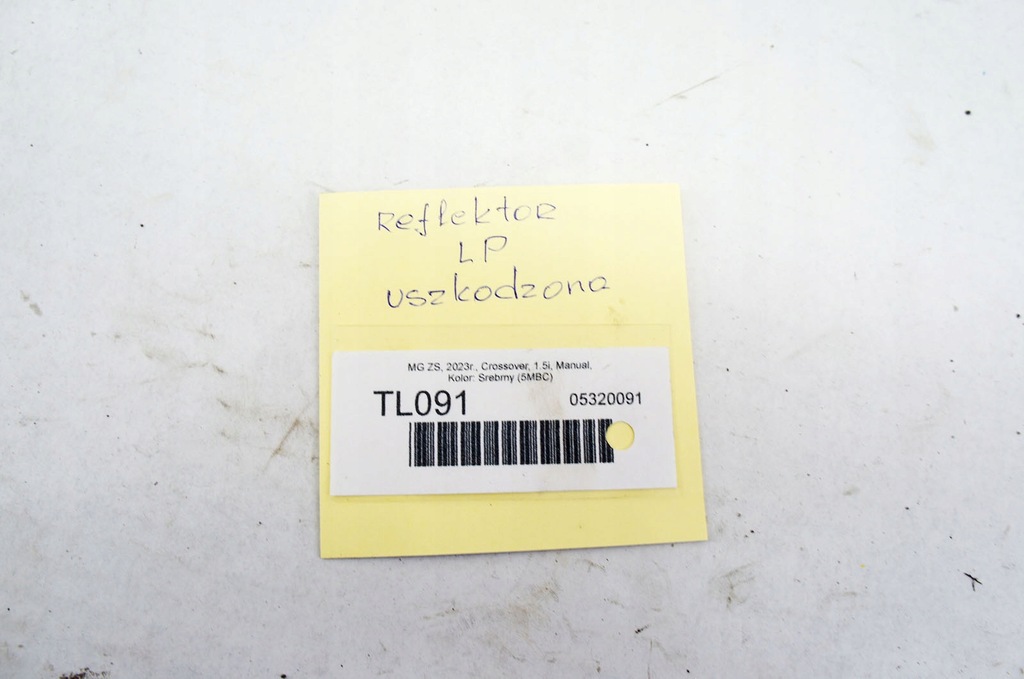 Reflektor
LP
uszkodzona
MG ZS, 2023r., Crossover, 1.5i, Manual,
Kolor: Srebrny (5MBC)
TL091 05320091